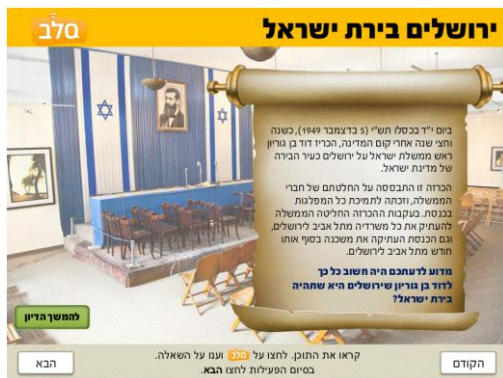 ירושלים בירת ישראל
סלב
ביום י"ד בכסלו תש"י (5 בדצמבר 1949), כשנה
וחצי שנה אחרי קום המדינה, הכריז דוד בן גוריון
ראש ממשלת ישראל על ירושלים כעיר הבירה
של מדינת ישראל.
הכרזה זו התבססה על החלטתם של חברי
הממשלה, וזכתה לתמיכת כל המפלגות
בכנסת. בעקבות ההכרזה החליטה הממשלה
להעתיק את כל משרדיה מתל אביב לירושלים,
וגם הכנסת העתיקה את משכנה בסוף אותו
חודש מתל אביב לירושלים.
מדוע לדעתכם היה חשוב כל כך
לדוד בן גוריון שירושלים היא שתהיה
בירת ישראל?
להמשך הדיון
קראו את התוכן. לחצו על סלב וענו על השאלה.
בסיום הפעילות לחצו הבא.
הקודם
הבא